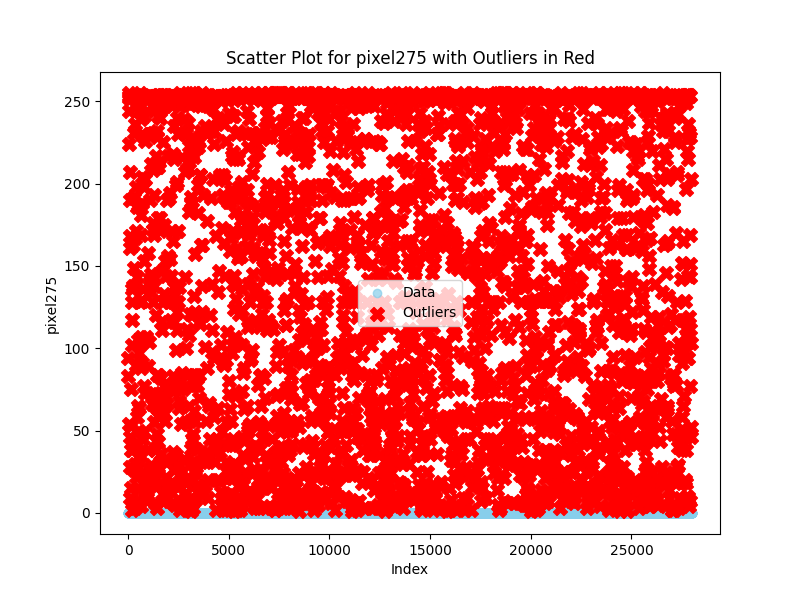 Scatter Plot for pixel275 with Outliers in Red
250
200
150
100
50
0
pixel275
Data
Outliers
0 5000 10000 15000 20000 25000
Index